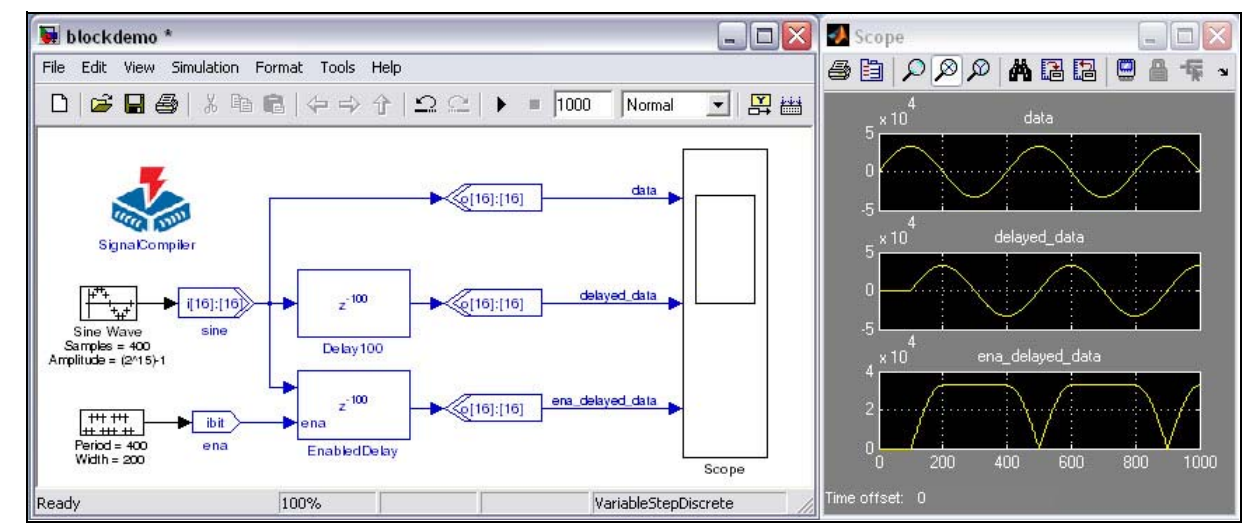 blockdemo *
File Edit View Simulation Format Tools Help
1000 Normal
SignalCompiler
Sine Wave
Samples = 400
Amplitude = (2^15)-1
i[16]:[16]
sine
Period = 400
Width = 200
ibit
ena
z-100
Delay100
z-100
ena
EnabledDelay
o[16]:[16]
data
o[16]:[16]
delayed_data
o[16]:[16]
ena_delayed_data
Scope
Ready 100% VariableStepDiscrete
Scope
x 10 4
data
5
0
-5
x 10 4
delayed_data
5
0
-5
x 10 4
ena_delayed_data
4
2
0
0 200 400 600 800 1000
Time offset: 0